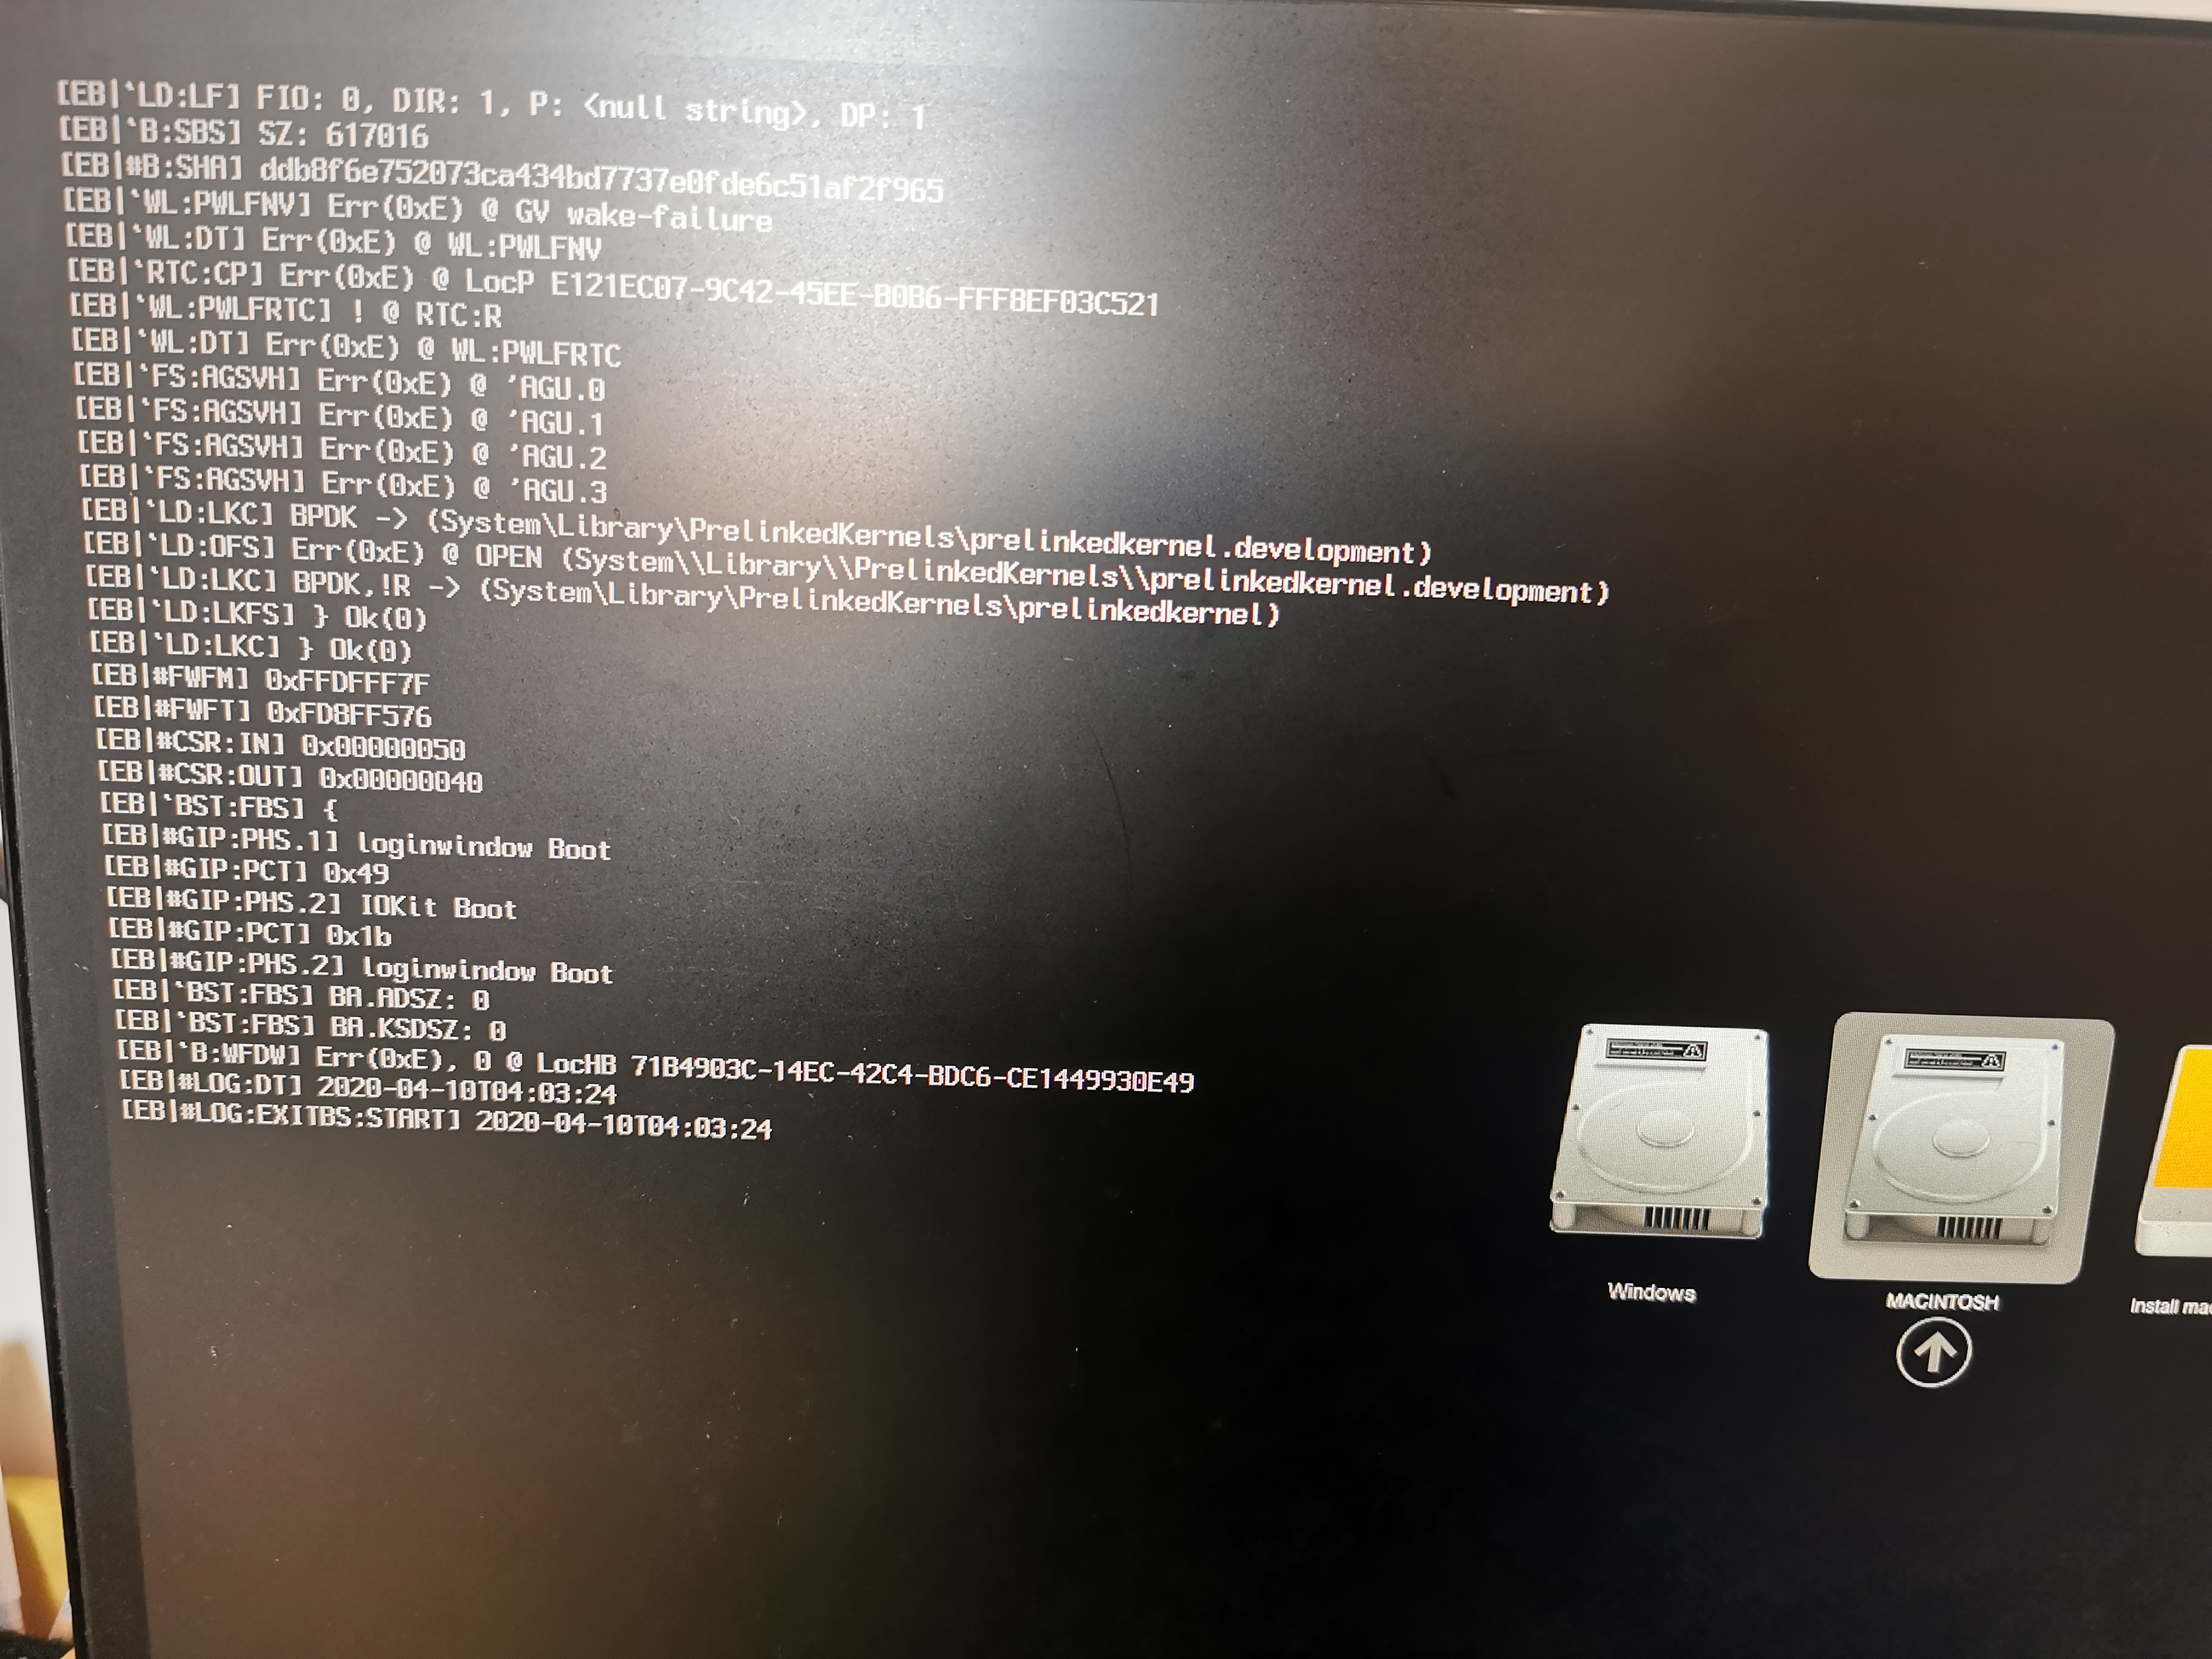 [EB|`LD:LF] FIO: 0, DIR: 1, P: <null string>, DP: 1
[EB|`B:SBS] SZ: 617016
[EB|#B:SHA] ddb8f6e752073ca434bd7737e0fde6c51af2f965
[EB|`WL:PWLFNV] Err(0xE) @ GV wake-failure
[EB|`WL:DT] Err(0xE) @ WL:PWLFNV
[EB|`RTC:CP] Err(0xE) @ LocP E121EC07-9C42-45EE-B0B6-FFF8EF03C521
[EB|`WL:PWLFRTC] ! @ RTC:R
[EB|`WL:DT] Err(0xE) @ WL:PWLFRTC
[EB|`FS:AGSVH] Err(0xE) @ 'AGU.0
[EB|`FS:AGSVH] Err(0xE) @ 'AGU.1
[EB|`FS:AGSVH] Err(0xE) @ 'AGU.2
[EB|`FS:AGSVH] Err(0xE) @ 'AGU.3
[EB|`LD:LKC] BPDK -> (System\Library\PrelinkedKernels\prelinkedkernel.development)
[EB|`LD:OFS] Err(0xE) @ OPEN (System\\Library\\PrelinkedKernels\\prelinkedkernel.development)
[EB|`LD:LKC] BPDK,!R -> (System\Library\PrelinkedKernels\prelinkedkernel)
[EB|`LD:LKFS] } Ok(0)
[EB|`LD:LKC] } Ok(0)
[EB|#FWFM] 0xFFDFFF7F
[EB|#FWFT] 0xFD8FF576
[EB|#CSR:IN] 0x00000050
[EB|#CSR:OUT] 0x00000040
[EB|`BST:FBS] {
[EB|#GIP:PHS.1] loginwindow Boot
[EB|#GIP:PCT] 0x49
[EB|#GIP:PHS.2] IOKit Boot
[EB|#GIP:PCT] 0x1b
[EB|#GIP:PHS.2] loginwindow Boot
[EB|`BST:FBS] BA.ADSZ: 0
[EB|`BST:FBS] BA.KSDSZ: 0
[EB|`B:WFDW] Err(0xE), 0 @ LocHB 71B4903C-14EC-42C4-BDC6-CE1449930E49
[EB|#LOG:DT] 2020-04-10T04:03:24
[EB|#LOG:EXITBS:START] 2020-04-10T04:03:24
Windows
MACINTOSH
Install mac